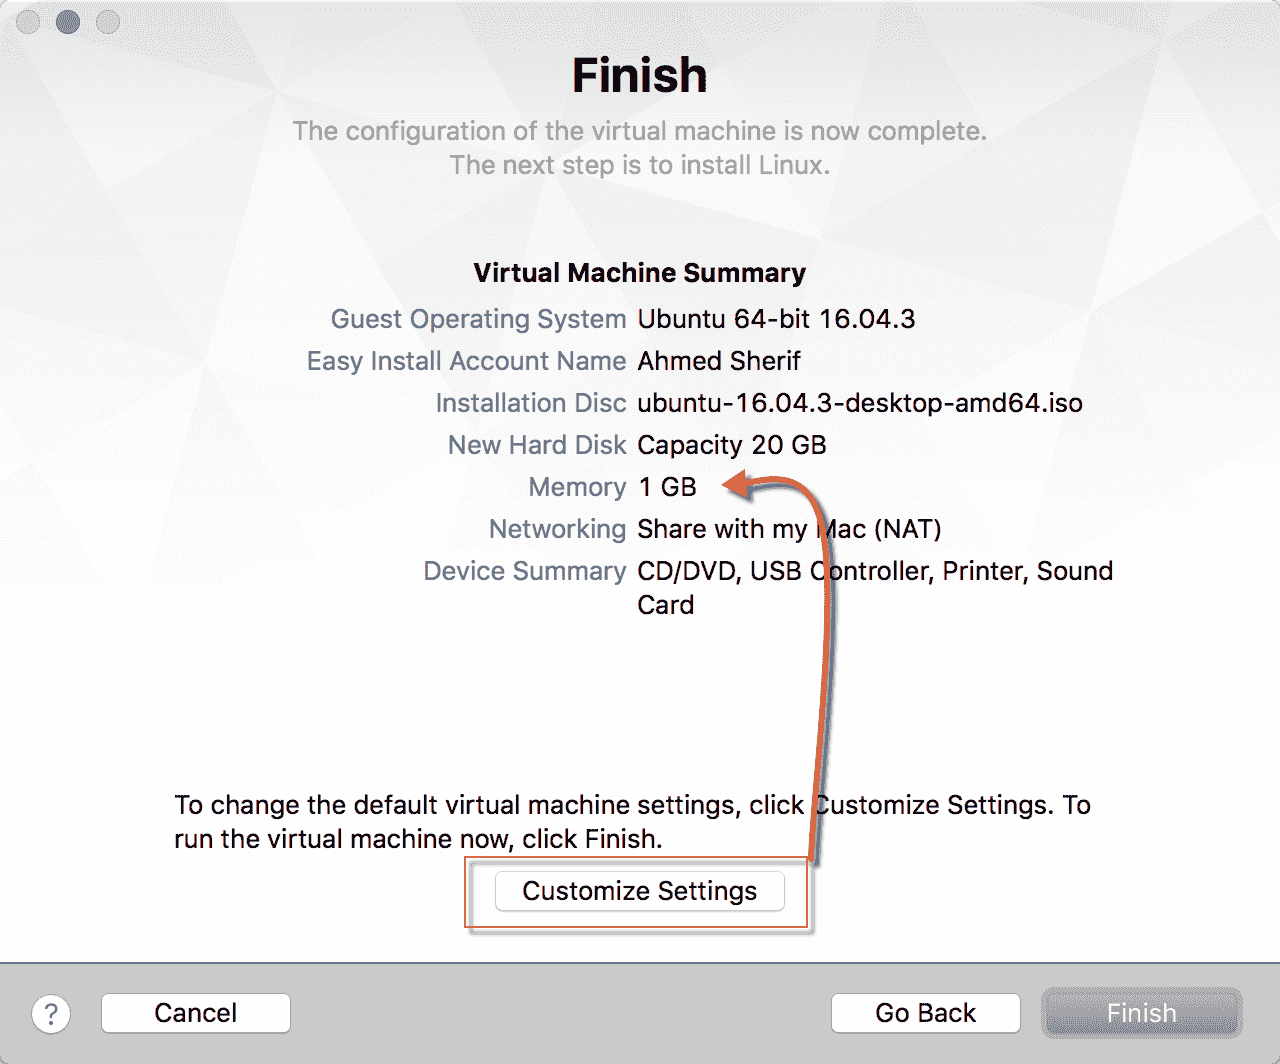 Finish
The configuration of the virtual machine is now complete.
The next step is to install Linux.
Virtual Machine Summary
Guest Operating System Ubuntu 64-bit 16.04.3
Easy Install Account Name Ahmed Sherif
Installation Disc ubuntu-16.04.3-desktop-amd64.iso
New Hard Disk Capacity 20 GB
Memory 1 GB
Networking Share with my Mac (NAT)
Device Summary CD/DVD, USB Controller, Printer, Sound
Card
To change the default virtual machine settings, click Customize Settings. To
run the virtual machine now, click Finish.
Customize Settings
? Cancel Go Back Finish